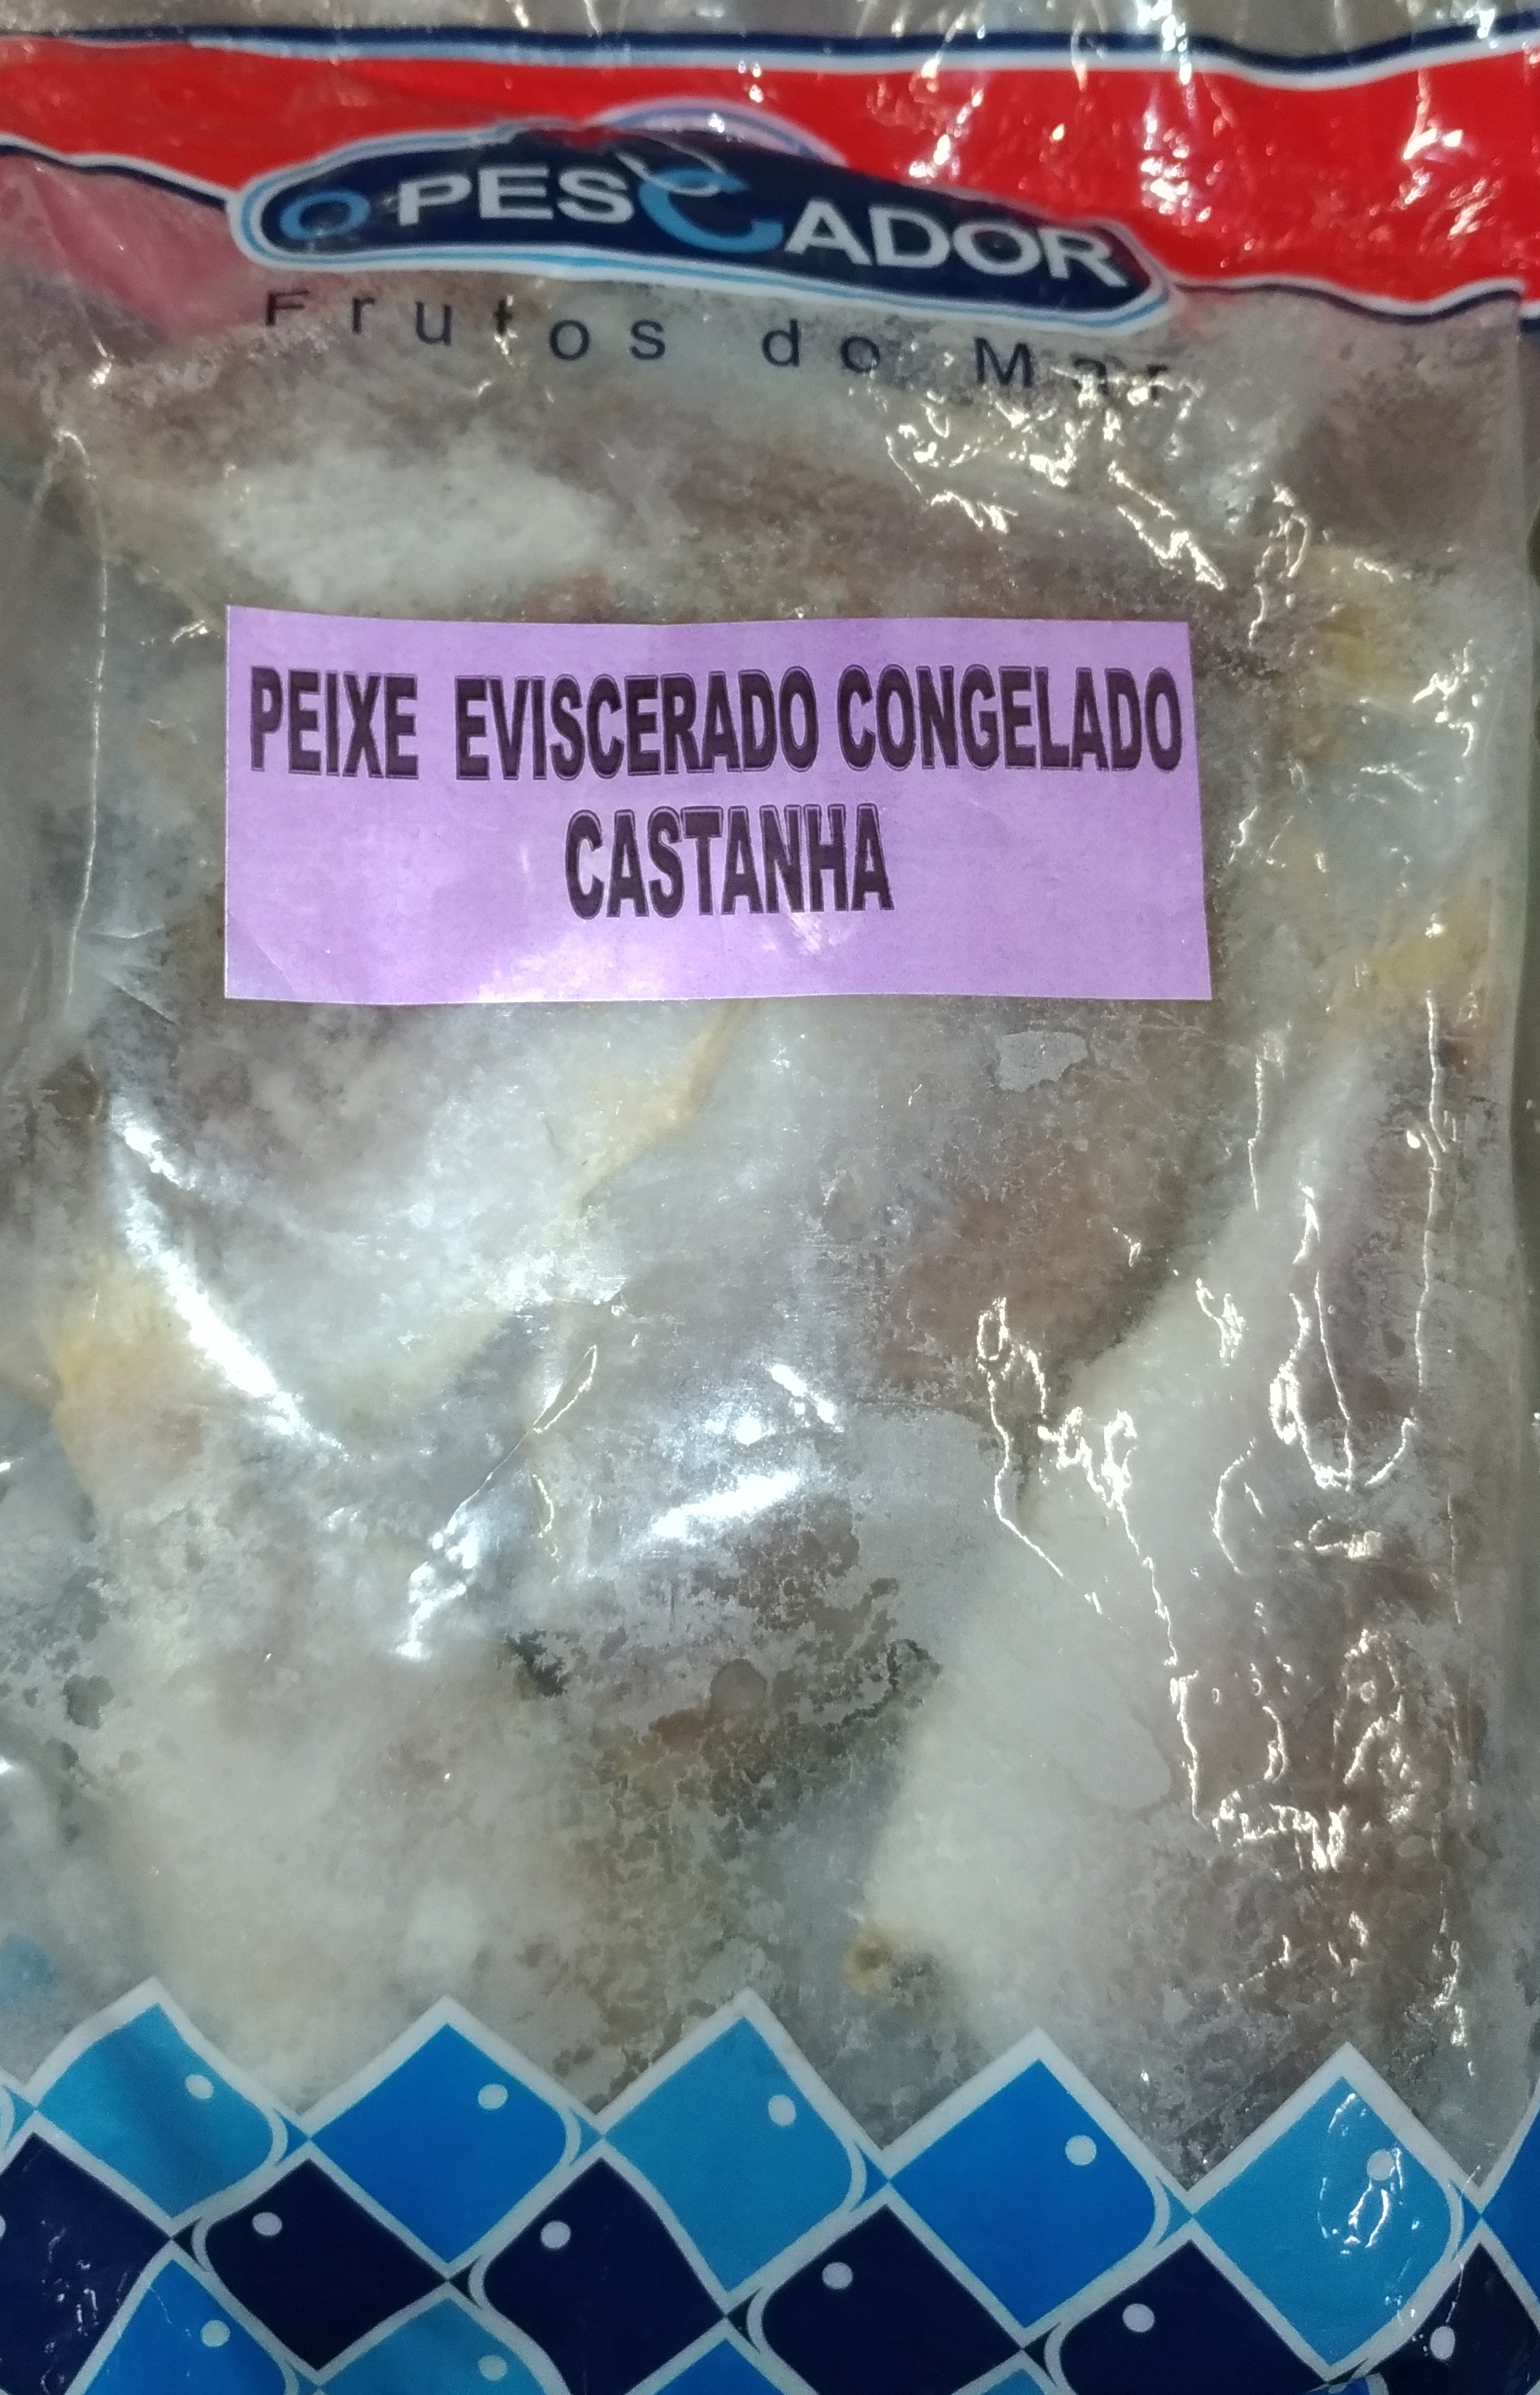 O PESCADOR
Frutos do Mar
PEIXE EVISCERADO CONGELADO
CASTANHA